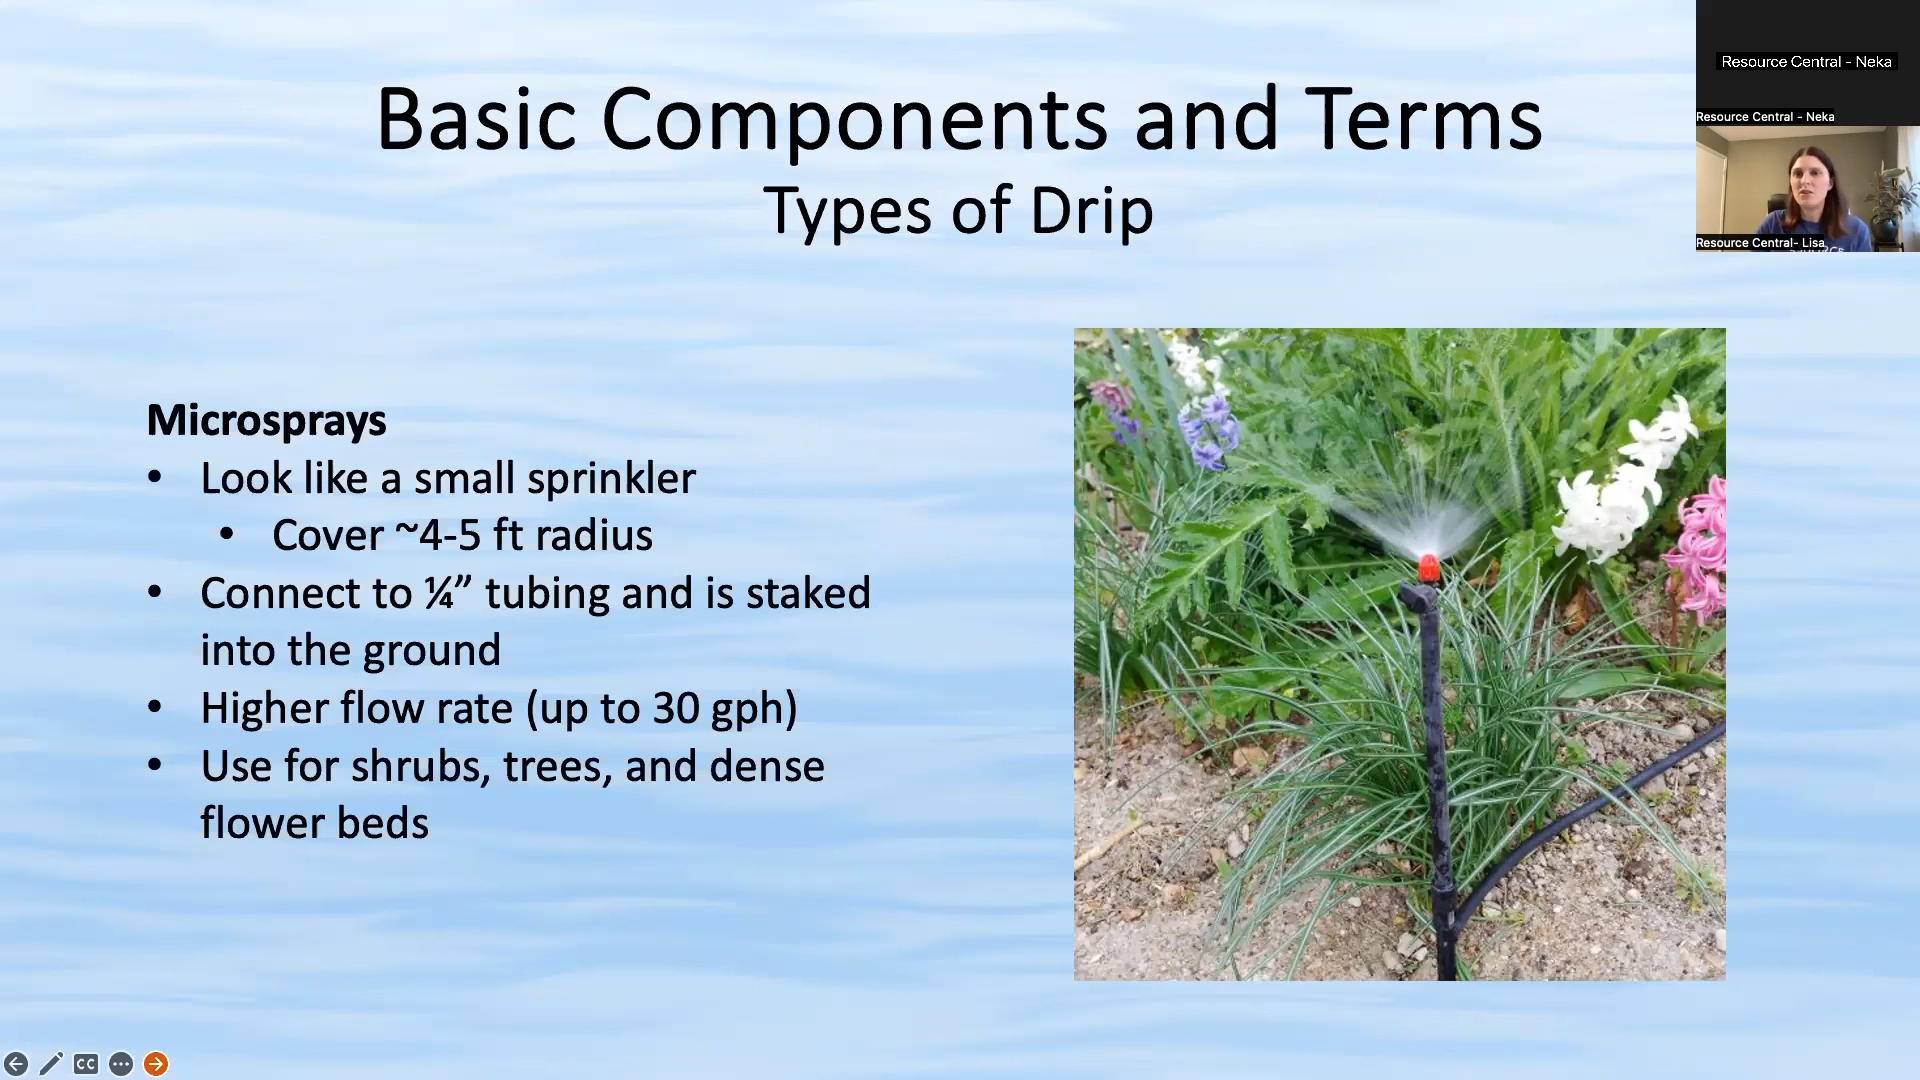 Basic Components and Terms
Types of Drip
Resource Central - Neka
Resource Central - Neka
Resource Central- Lisa
Microsprays
• Look like a small sprinkler
• Cover ~4-5 ft radius
• Connect to ¼” tubing and is staked
into the ground
• Higher flow rate (up to 30 gph)
• Use for shrubs, trees, and dense
flower beds
CC